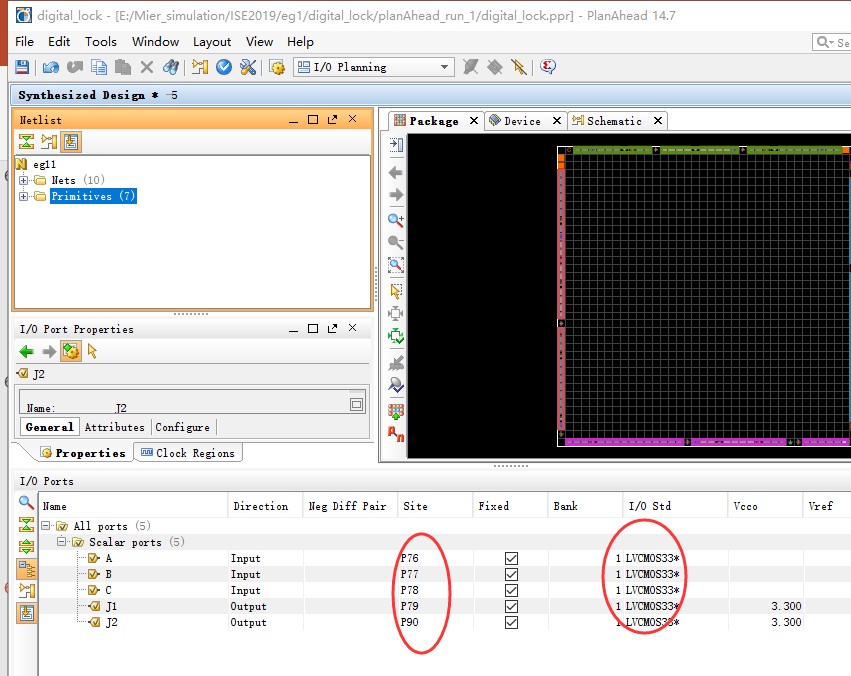 digital_lock - [E:/Mier_simulation/ISE2019/eg1/digital_lock/planAhead_run_1/digital_lock.ppr] - PlanAhead 14.7
File Edit Tools Window Layout View Help
I/O Planning
Se
Synthesized Design * -5
Netlist
Package Device Schematic
eg11
Nets (10)
Primitives (7)
I/O Port Properties
J2
Name: J2
General Attributes Configure
Properties Clock Regions
I/O Ports
Name Direction Neg Diff Pair Site Fixed Bank I/O Std Vcco Vref
All ports (5)
Scalar ports (5)
A Input P76 1 LVCMOS33*
B Input P77 1 LVCMOS33*
C Input P78 1 LVCMOS33*
J1 Output P79 1 LVCMOS33* 3.300
J2 Output P90 1 LVCMOS33* 3.300